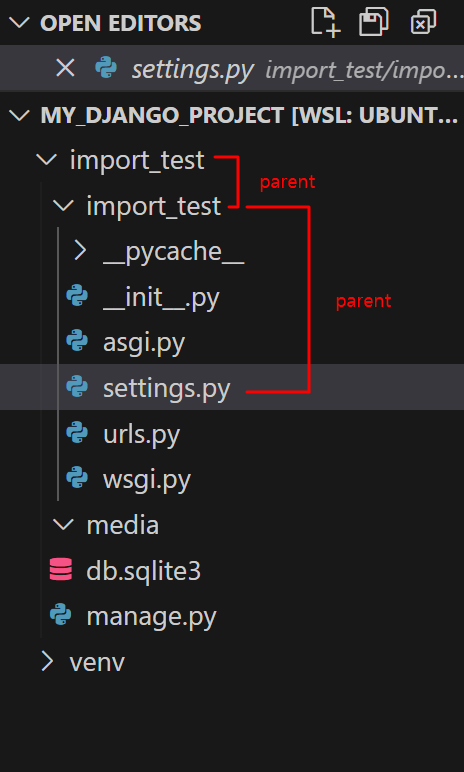 OPEN EDITORS
settings.py import_test/impo...
MY_DJANGO_PROJECT [WSL: UBUNT...
import_test
parent
import_test
__pycache__
__init__.py
parent
asgi.py
settings.py
urls.py
wsgi.py
media
db.sqlite3
manage.py
venv